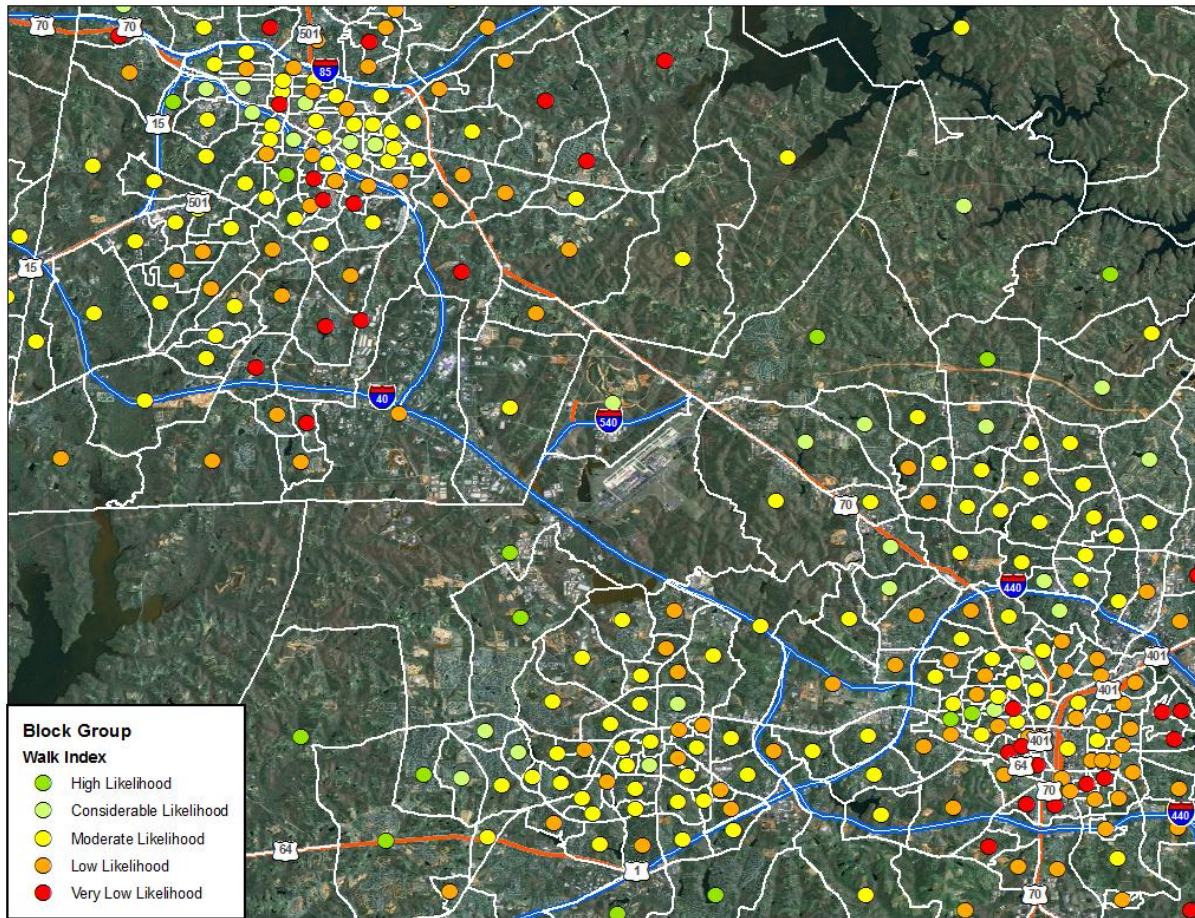 70
70
501
85
15
501
15
40
540
70
440
401
401
401
64
70
440
64
1
70
Block Group
Walk Index
High Likelihood
Considerable Likelihood
Moderate Likelihood
Low Likelihood
Very Low Likelihood